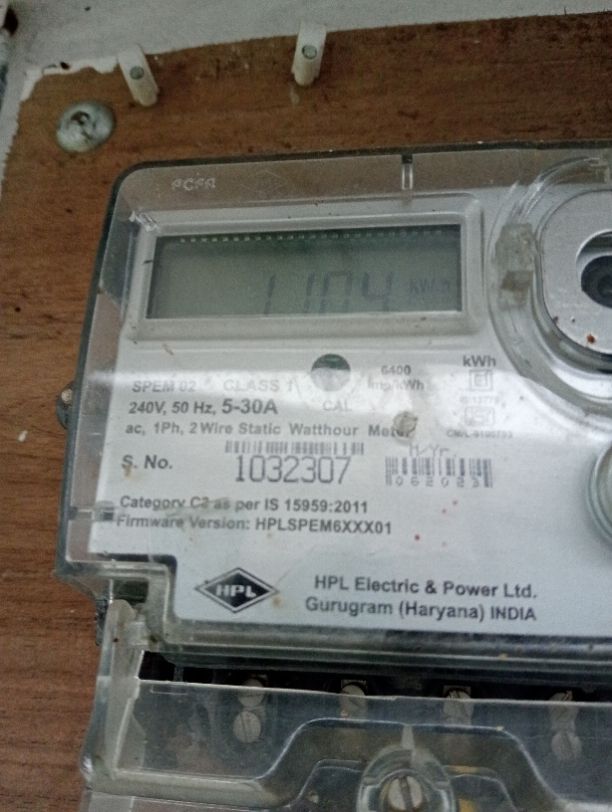 1104 kWh
6400
imp/kWh
kWh
SPEM 02 CLASS 1
240V, 50 Hz, 5-30A
CAL
ac, 1Ph, 2 Wire Static Watthour Meter
M/Yr.
S. No. 1032307
062023
Category C2 as per IS 15959:2011
Firmware Version: HPLSPEM6XXX01
HPL
HPL Electric & Power Ltd.
Gurugram (Haryana) INDIA